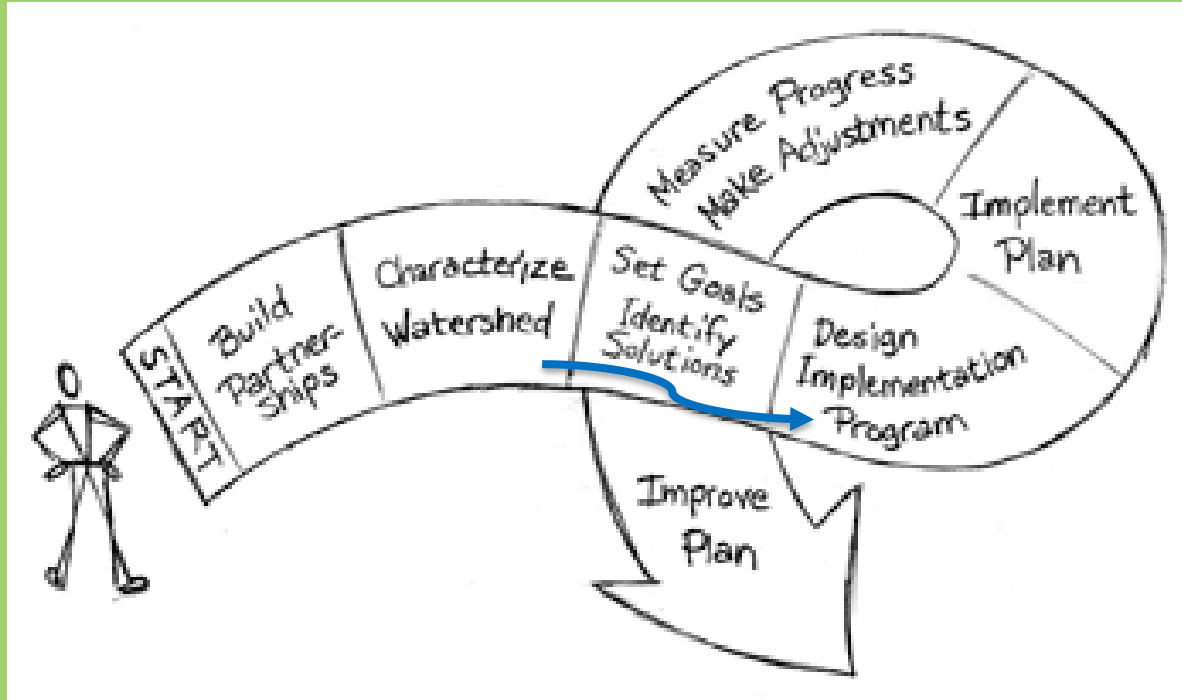 START
Build
Partner-
ships
Characterize
Watershed
Set Goals
Identify
Solutions
Design
Implementation
Program
Implement
Plan
Measure Progress
Make Adjustments
Improve
Plan